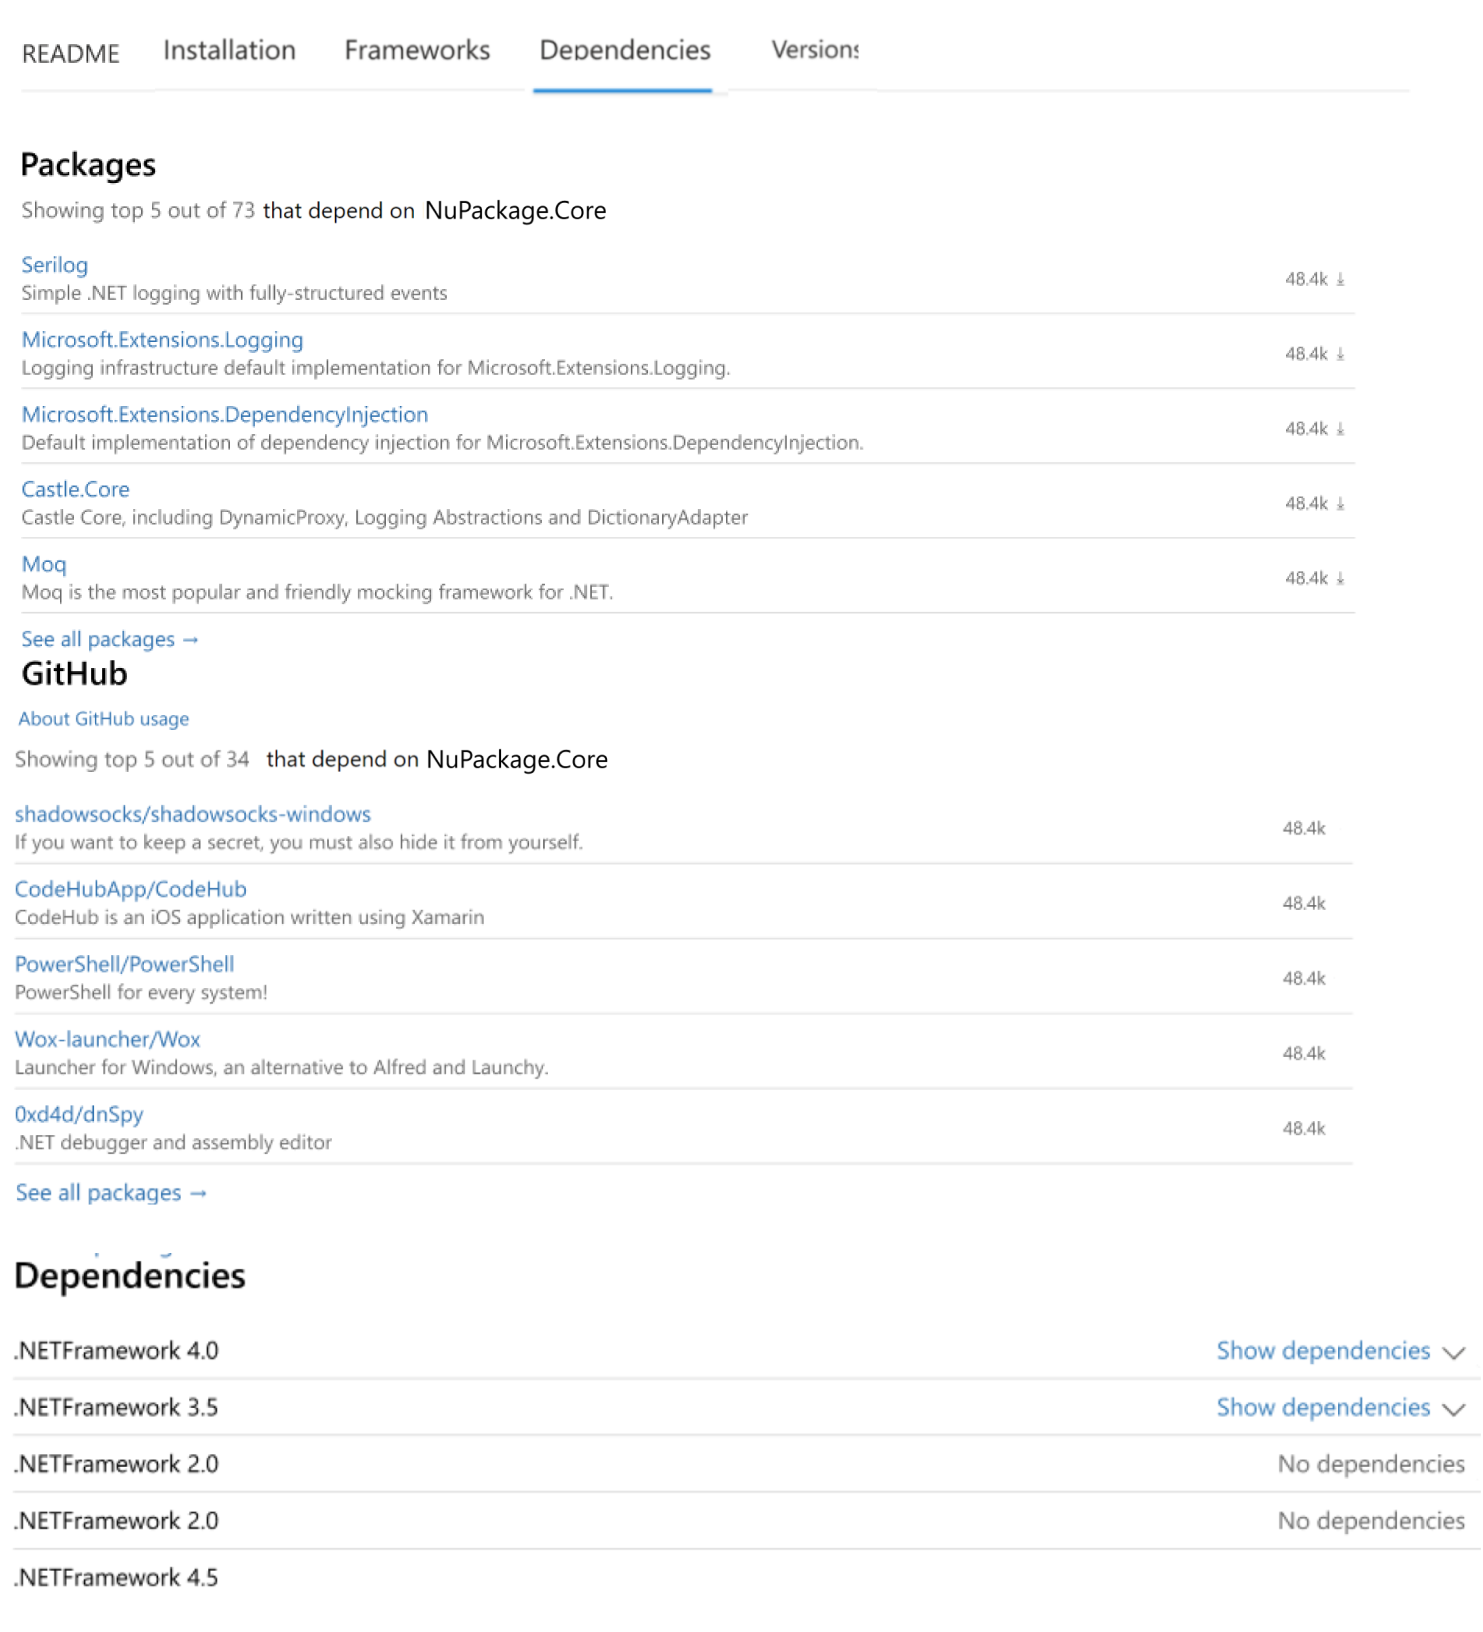 README Installation Frameworks Dependencies Versions
Packages
Showing top 5 out of 73 that depend on NuPackage.Core
Serilog
Simple .NET logging with fully-structured events
48.4k
Microsoft.Extensions.Logging
Logging infrastructure default implementation for Microsoft.Extensions.Logging.
48.4k
Microsoft.Extensions.DependencyInjection
Default implementation of dependency injection for Microsoft.Extensions.DependencyInjection.
48.4k
Castle.Core
Castle Core, including DynamicProxy, Logging Abstractions and DictionaryAdapter
48.4k
Moq
Moq is the most popular and friendly mocking framework for .NET.
48.4k
See all packages →
GitHub
About GitHub usage
Showing top 5 out of 34 that depend on NuPackage.Core
shadowsocks/shadowsocks-windows
If you want to keep a secret, you must also hide it from yourself.
48.4k
CodeHubApp/CodeHub
CodeHub is an iOS application written using Xamarin
48.4k
PowerShell/PowerShell
PowerShell for every system!
48.4k
Wox-launcher/Wox
Launcher for Windows, an alternative to Alfred and Launchy.
48.4k
0xd4d/dnSpy
.NET debugger and assembly editor
48.4k
See all packages →
Dependencies
.NETFramework 4.0 Show dependencies
.NETFramework 3.5 Show dependencies
.NETFramework 2.0 No dependencies
.NETFramework 2.0 No dependencies
.NETFramework 4.5